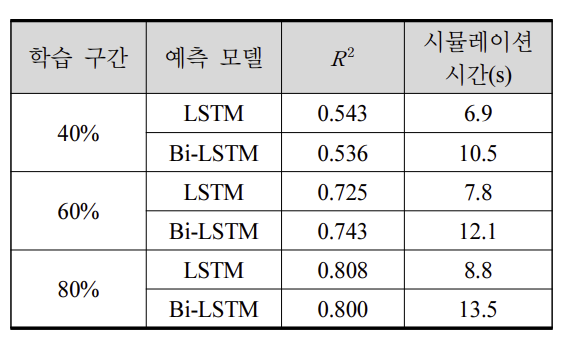 학습 구간 예측 모델 R² 시뮬레이션 시간(s)
40% LSTM 0.543 6.9
Bi-LSTM 0.536 10.5
60% LSTM 0.725 7.8
Bi-LSTM 0.743 12.1
80% LSTM 0.808 8.8
Bi-LSTM 0.800 13.5